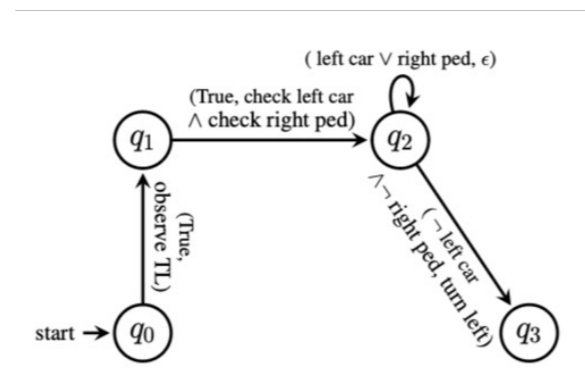 ( left car ∨ right ped, ϵ)
(True, check left car
∧ check right ped)
q1
q2
(True,
observe TL)
( ¬ left car
∧¬ right ped, turn left)
start
q0
q3